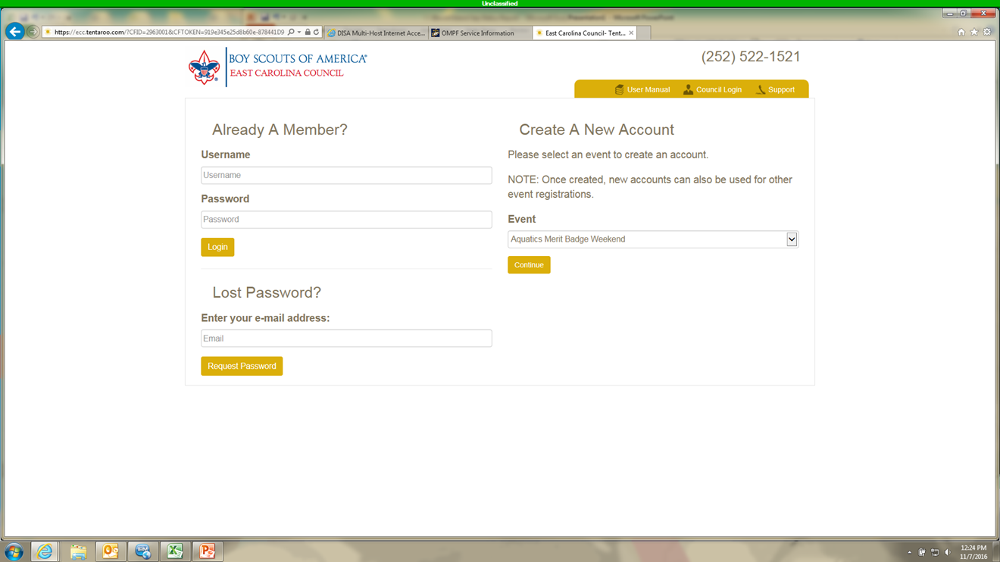 Unclassified
https://ecc.tentaroo.com/?CFID=2963001&CFTOKEN=919e345e25d8b60e-878441D9
DISA Multi-Host Internet Acce...
OMPF Service Information
East Carolina Council- Tent...
BOY SCOUTS OF AMERICA®
EAST CAROLINA COUNCIL
(252) 522-1521
User Manual
Council Login
Support
Already A Member?
Username
Username
Password
Password
Login
Lost Password?
Enter your e-mail address:
Email
Request Password
Create A New Account
Please select an event to create an account.
NOTE: Once created, new accounts can also be used for other
event registrations.
Event
Aquatics Merit Badge Weekend
Continue
12:24 PM
11/7/2016